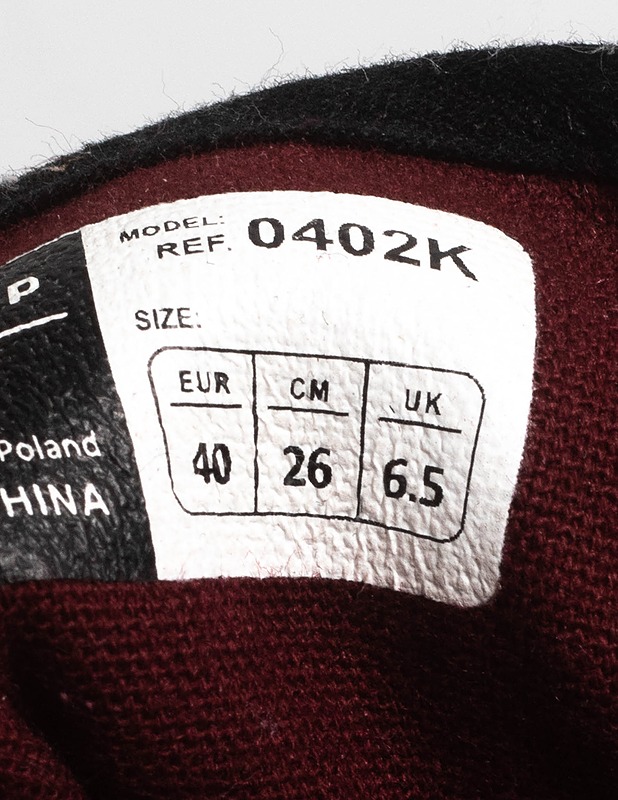 MODEL:
REF. 0402K
P
SIZE:
EUR CM UK
40 26 6.5
Poland
HINA